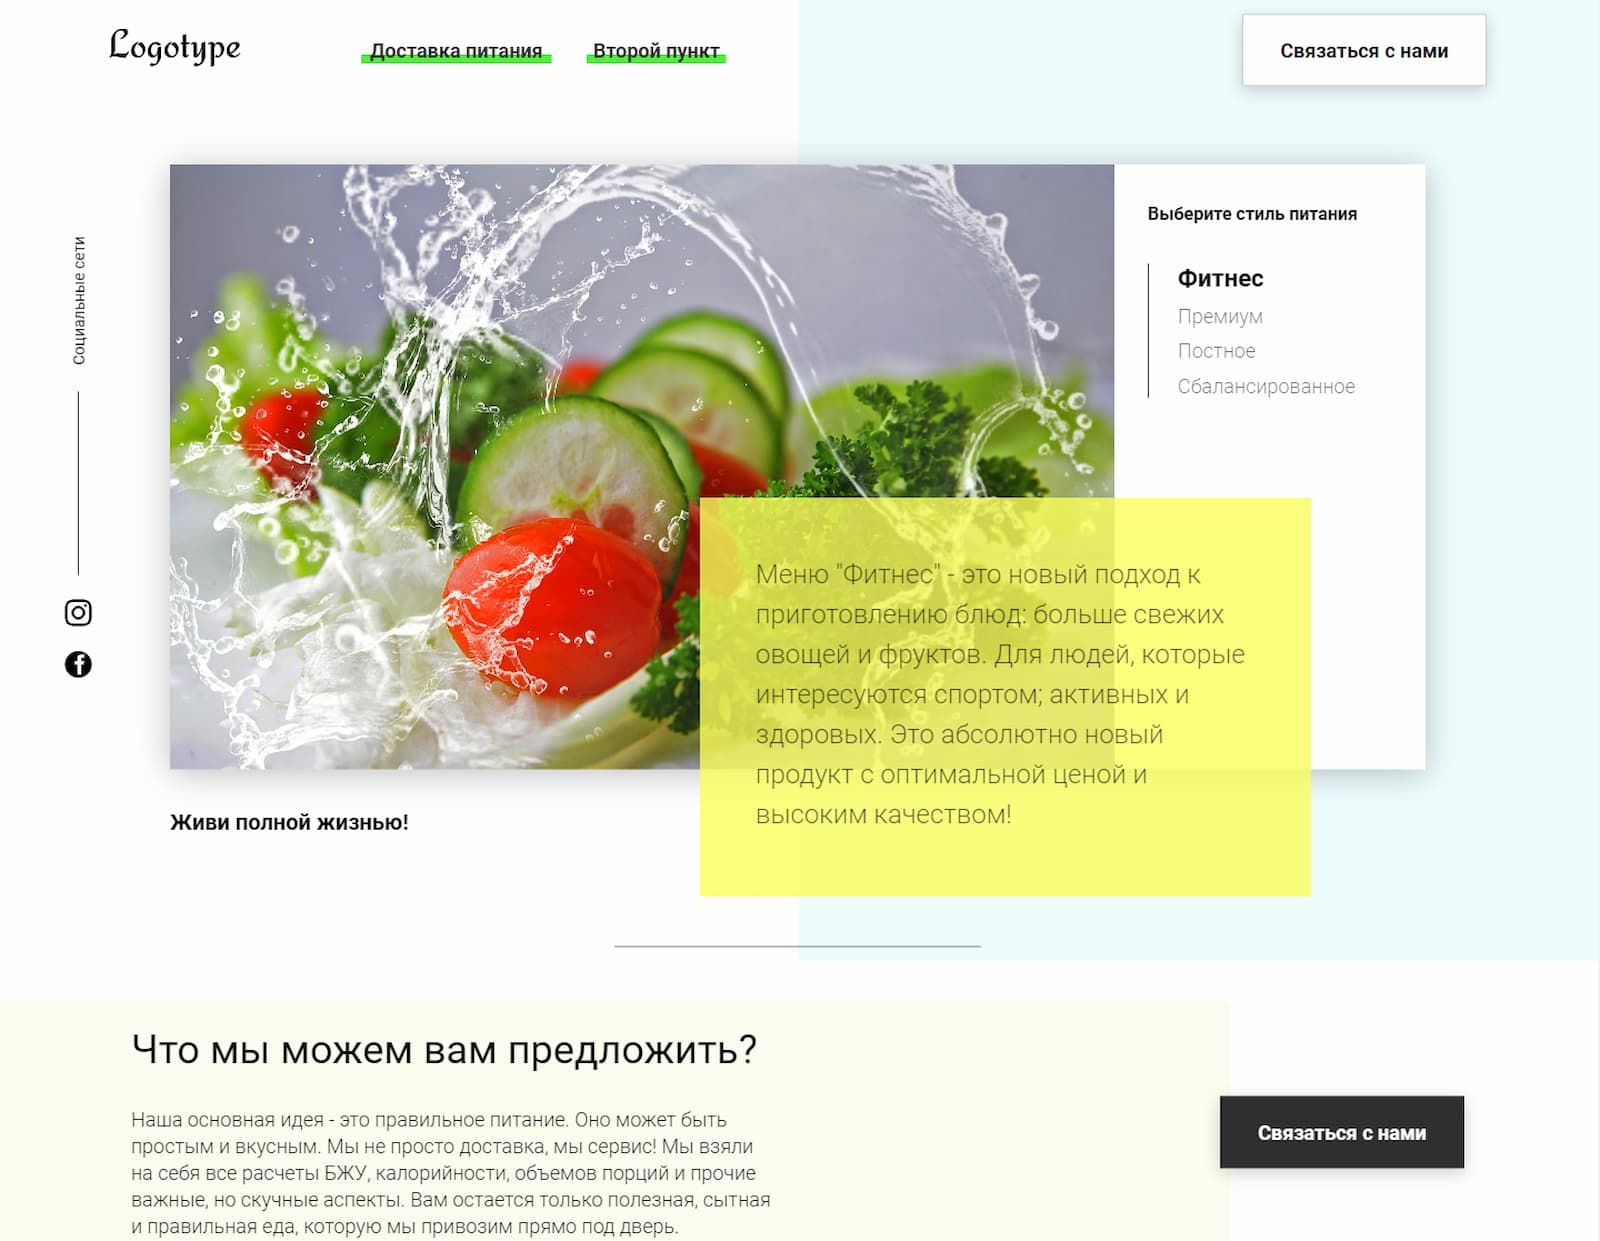 Logotype
Доставка питания
Второй пункт
Связаться с нами
Социальные сети
Выберите стиль питания
Фитнес
Премиум
Постное
Сбалансированное
Меню "Фитнес" - это новый подход к
приготовлению блюд: больше свежих
овощей и фруктов. Для людей, которые
интересуются спортом; активных и
здоровых. Это абсолютно новый
продукт с оптимальной ценой и
высоким качеством!
Живи полной жизнью!
Что мы можем вам предложить?
Наша основная идея - это правильное питание. Оно может быть
простым и вкусным. Мы не просто доставка, мы сервис! Мы взяли
на себя все расчеты БЖУ, калорийности, объемов порций и прочие
важные, но скучные аспекты. Вам остается только полезная, сытная
и правильная еда, которую мы привозим прямо под дверь.
Связаться с нами